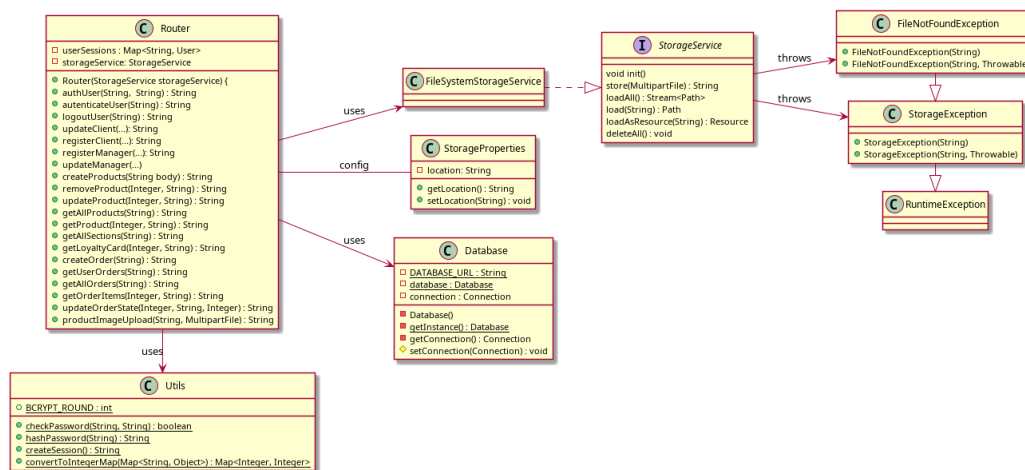 Router
userSessions : Map<String, User>
storageService: StorageService
Router(StorageService storageService) {
authUser(String, String) : String
autenticateUser(String) : String
logoutUser(String) : String
updateClient(...): String
registerClient(...): String
registerManager(...): String
updateManager(...)
createProducts(String body) : String
removeProduct(Integer, String) : String
updateProduct(Integer, String) : String
getAllProducts(String) : String
getProduct(Integer, String) : String
getAllSections(String) : String
getLoyaltyCard(Integer, String) : String
createOrder(String) : String
getUserOrders(String) : String
getAllOrders(String) : String
getOrderItems(Integer, String) : String
updateOrderState(Integer, String, Integer) : String
productImageUpload(String, MultipartFile) : String
uses
config
uses
uses
FileSystemStorageService
StorageProperties
location: String
getLocation() : String
setLocation(String) : void
Database
DATABASE_URL : String
database : Database
connection : Connection
Database()
getInstance() : Database
getConnection() : Connection
setConnection(Connection) : void
Utils
BCRYPT_ROUND : int
checkPassword(String, String) : boolean
hashPassword(String) : String
createSession() : String
convertToIntegerMap(Map<String, Object>) : Map<Integer, Integer>
StorageService
void init()
store(MultipartFile) : String
loadAll() : Stream<Path>
load(String) : Path
loadAsResource(String) : Resource
deleteAll() : void
throws
throws
FileNotFoundException
FileNotFoundException(String)
FileNotFoundException(String, Throwable)
StorageException
StorageException(String)
StorageException(String, Throwable)
RuntimeException